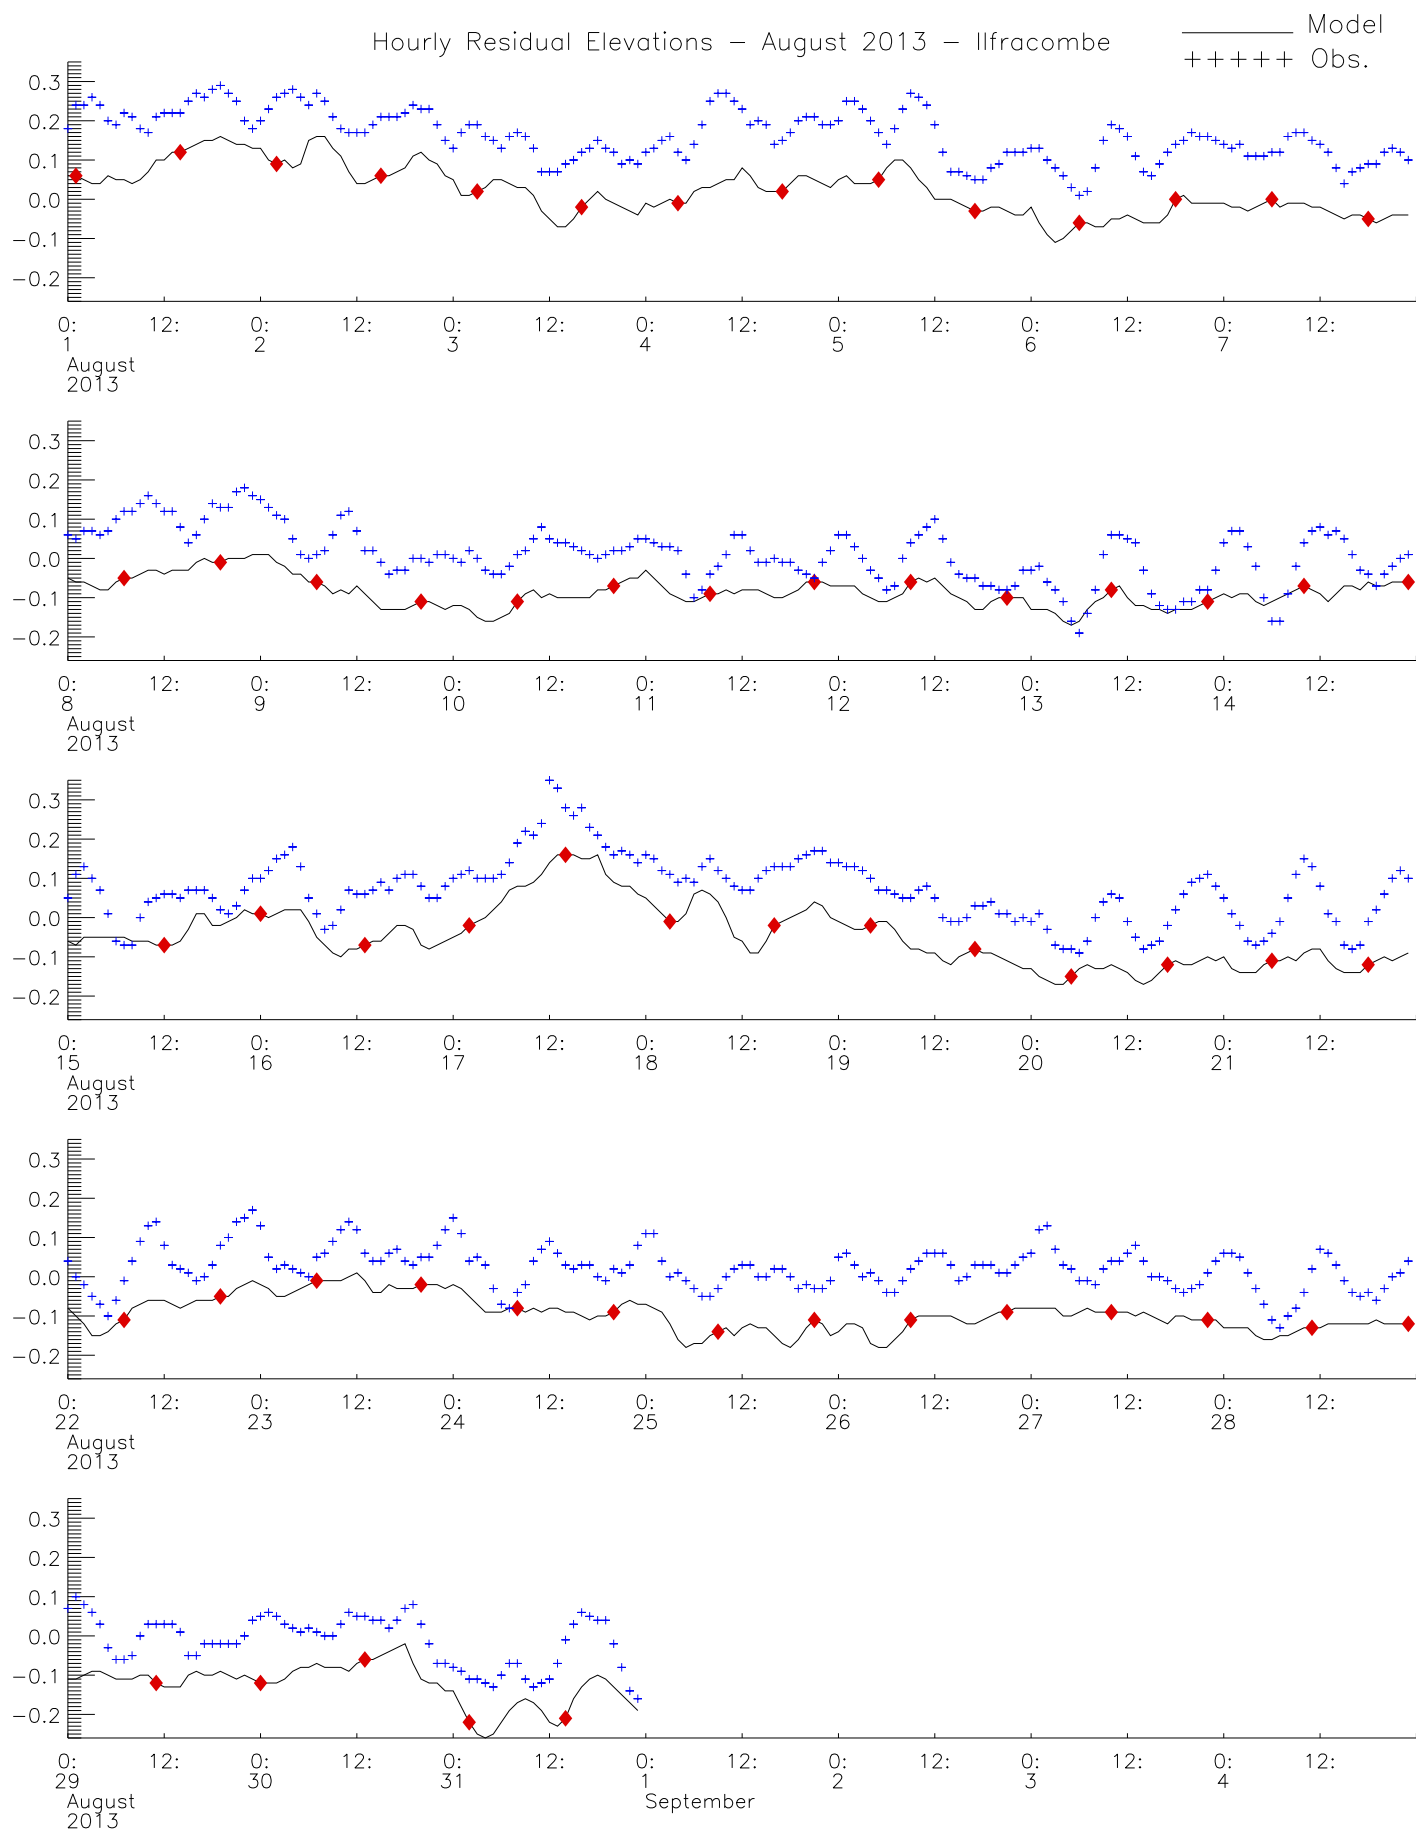 Hourly Residual Elevations – August 2013 – Ilfracombe
Model
+++++ Obs.
0.3
0.2
0.1
0.0
−0.1
−0.2
0: 12: 0: 12: 0: 12: 0: 12: 0: 12: 0: 12: 0: 12:
1 2 3 4 5 6 7
August
2013
0.3
0.2
0.1
0.0
−0.1
−0.2
0: 12: 0: 12: 0: 12: 0: 12: 0: 12: 0: 12: 0: 12:
8 9 10 11 12 13 14
August
2013
0.3
0.2
0.1
0.0
−0.1
−0.2
0: 12: 0: 12: 0: 12: 0: 12: 0: 12: 0: 12: 0: 12:
15 16 17 18 19 20 21
August
2013
0.3
0.2
0.1
0.0
−0.1
−0.2
0: 12: 0: 12: 0: 12: 0: 12: 0: 12: 0: 12: 0: 12:
22 23 24 25 26 27 28
August
2013
0.3
0.2
0.1
0.0
−0.1
−0.2
0: 12: 0: 12: 0: 12: 0: 12: 0: 12: 0: 12: 0: 12:
29 30 31 1 2 3 4
August September
2013